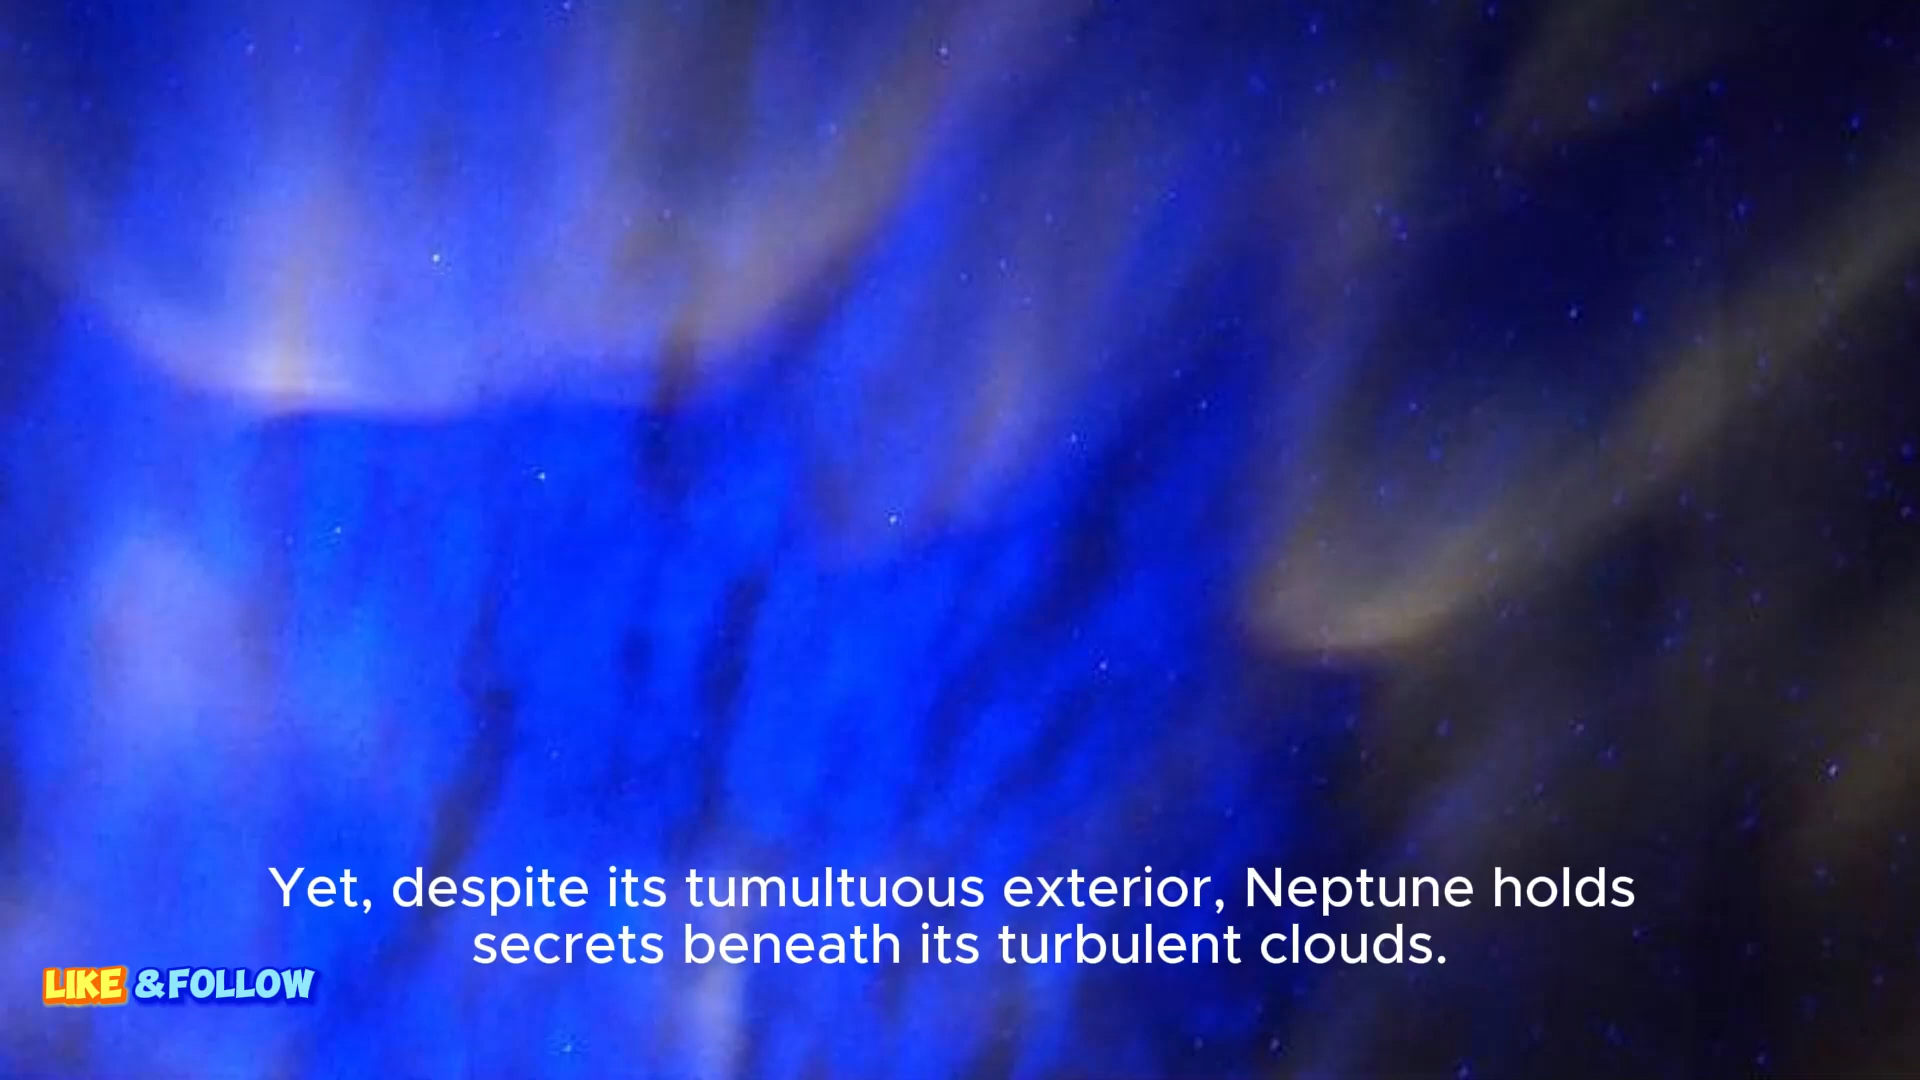 Yet, despite its tumultuous exterior, Neptune holds
secrets beneath its turbulent clouds.
LIKE &FOLLOW